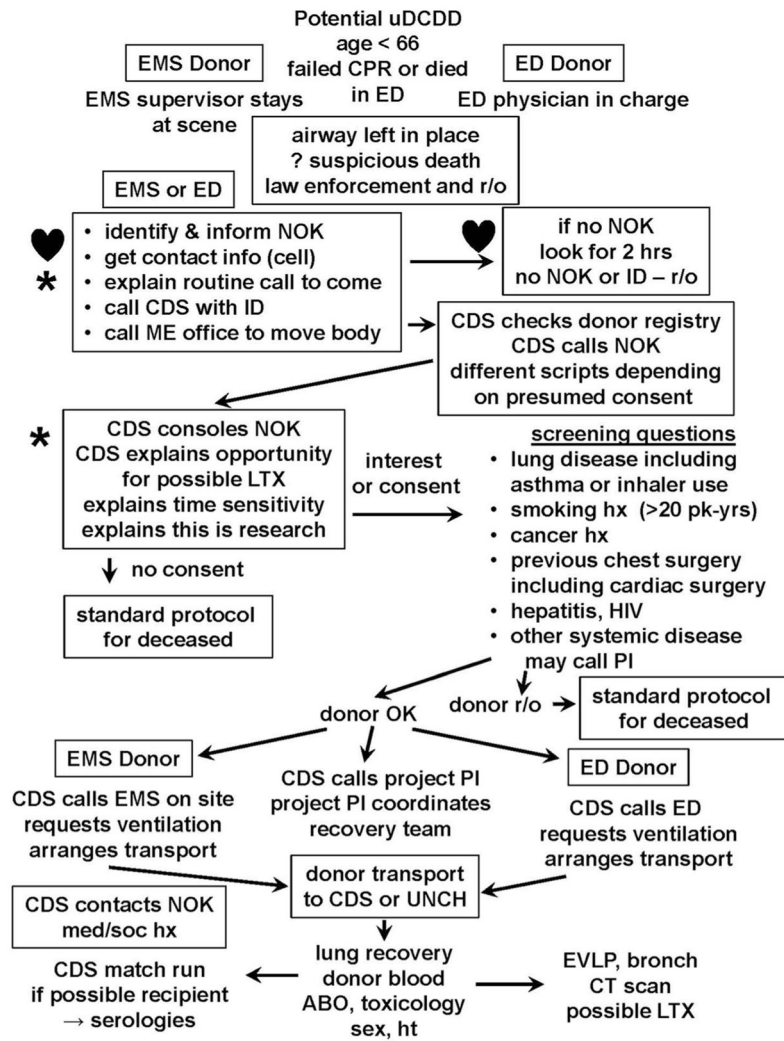 Potential uDCDD
age < 66
failed CPR or died
in ED
EMS Donor
EMS supervisor stays
at scene
ED Donor
ED physician in charge
airway left in place
? suspicious death
law enforcement and r/o
EMS or ED
• identify & inform NOK
• get contact info (cell)
* • explain routine call to come
• call CDS with ID
• call ME office to move body
if no NOK
look for 2 hrs
no NOK or ID – r/o
CDS checks donor registry
CDS calls NOK
different scripts depending
on presumed consent
* CDS consoles NOK
CDS explains opportunity
for possible LTX
explains time sensitivity
explains this is research
interest
or consent
screening questions
• lung disease including
asthma or inhaler use
• smoking hx (>20 pk-yrs)
• cancer hx
• previous chest surgery
including cardiac surgery
• hepatitis, HIV
• other systemic disease
may call PI
no consent
standard protocol
for deceased
donor r/o
standard protocol
for deceased
donor OK
EMS Donor
CDS calls EMS on site
requests ventilation
arranges transport
CDS calls project PI
project PI coordinates
recovery team
ED Donor
CDS calls ED
requests ventilation
arranges transport
donor transport
to CDS or UNCH
CDS contacts NOK
med/soc hx
lung recovery
donor blood
ABO, toxicology
sex, ht
CDS match run
if possible recipient
→ serologies
EVLP, bronch
CT scan
possible LTX